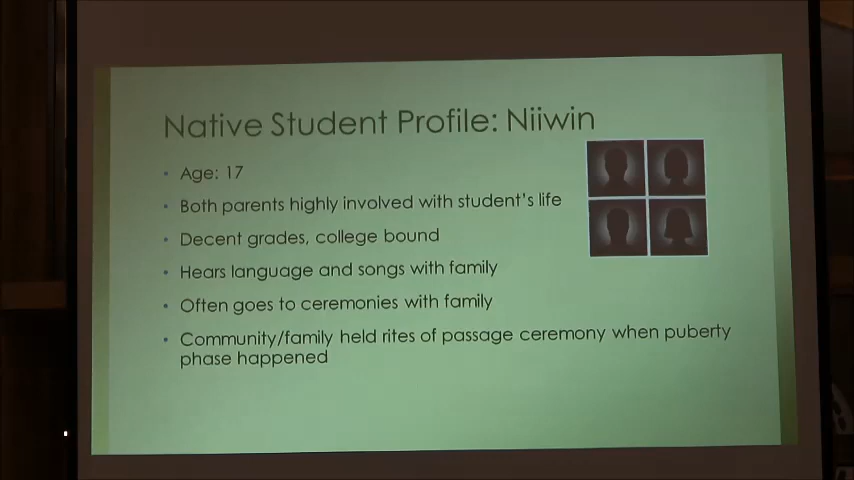 Native Student Profile: Niiwin
• Age: 17
• Both parents highly involved with student's life
• Decent grades, college bound
• Hears language and songs with family
• Often goes to ceremonies with family
• Community/family held rites of passage ceremony when puberty
phase happened